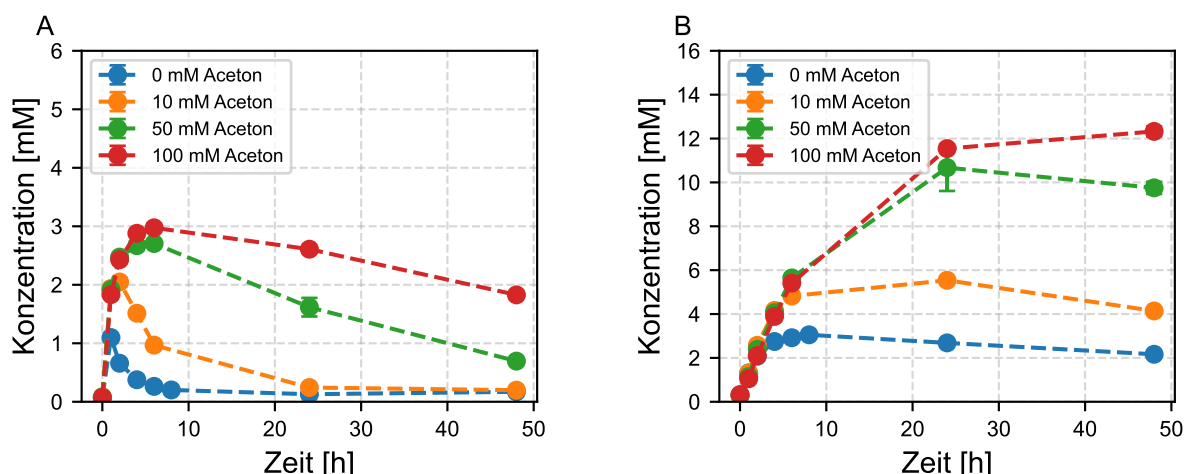 A
6
5
4
3
2
1
0
Konzentration [mM]
0 mM Aceton
10 mM Aceton
50 mM Aceton
100 mM Aceton
0 10 20 30 40 50
Zeit [h]
B
16
14
12
10
8
6
4
2
0
Konzentration [mM]
0 mM Aceton
10 mM Aceton
50 mM Aceton
100 mM Aceton
0 10 20 30 40 50
Zeit [h]